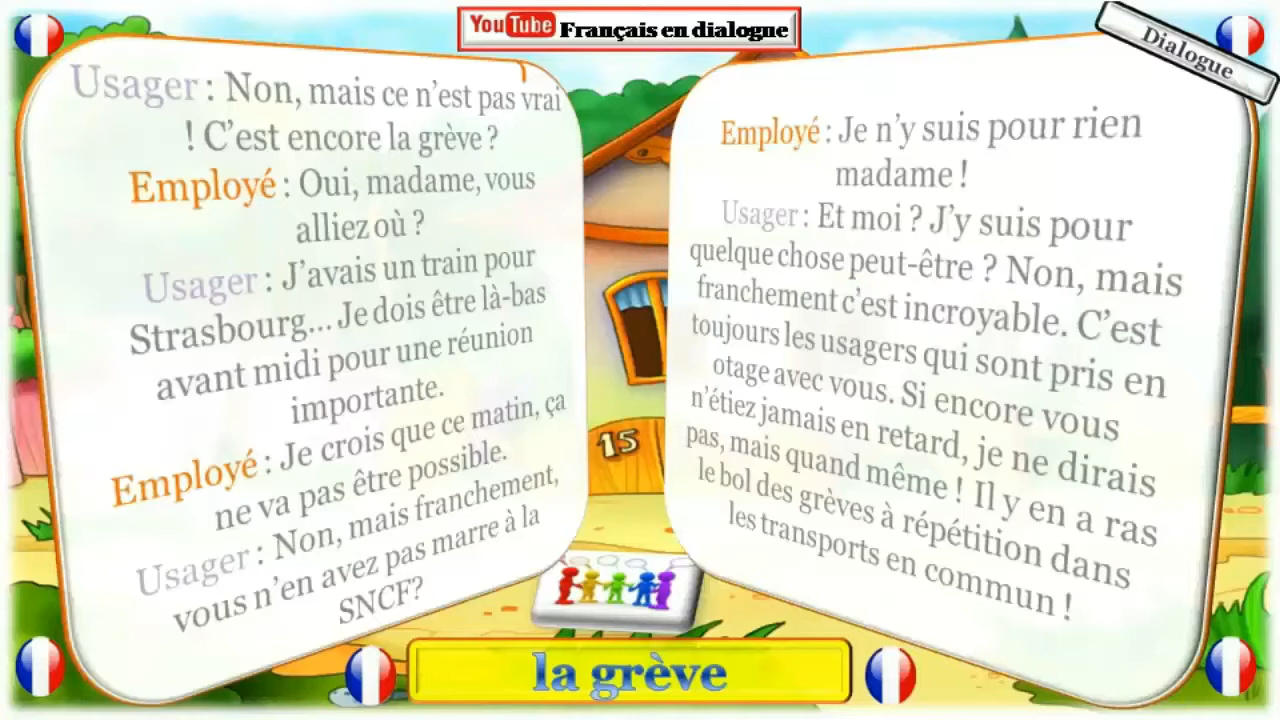 YouTube Français en dialogue
Dialogue
Usager : Non, mais ce n'est pas vrai
! C'est encore la grève ?
Employé : Oui, madame, vous
alliez où ?
Usager : J'avais un train pour
Strasbourg... Je dois être là-bas
avant midi pour une réunion
importante.
Employé : Je crois que ce matin, ça
ne va pas être possible.
Usager : Non, mais franchement,
vous n'en avez pas marre à la
SNCF?
Employé : Je n'y suis pour rien
madame !
Usager : Et moi ? J'y suis pour
quelque chose peut-être ? Non, mais
franchement c'est incroyable. C'est
toujours les usagers qui sont pris en
otage avec vous. Si encore vous
n'étiez jamais en retard, je ne dirais
pas, mais quand même ! Il y en a ras
le bol des grèves à répétition dans
les transports en commun !
15
la grève